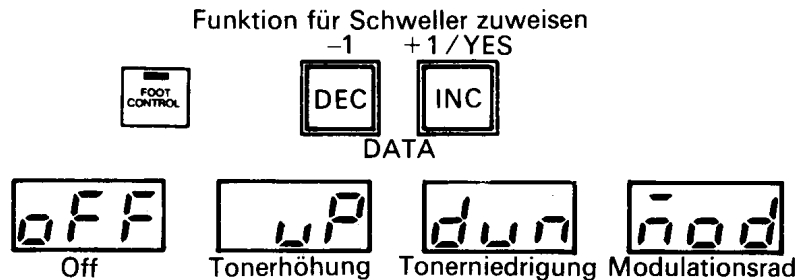 Funktion für Schweller zuweisen
−1 +1/YES
FOOT CONTROL DEC INC
DATA
oFF uP dun n̄od
Off Tonerhöhung Tonerniedrigung Modulationsrad